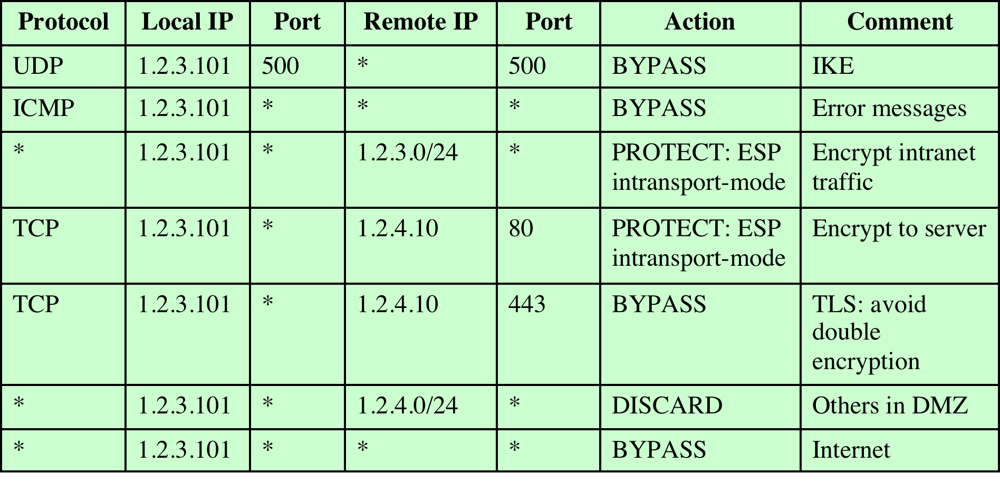 Protocol Local IP Port Remote IP Port Action Comment
UDP 1.2.3.101 500 * 500 BYPASS IKE
ICMP 1.2.3.101 * * * BYPASS Error messages
* 1.2.3.101 * 1.2.3.0/24 * PROTECT: ESP Encrypt intranet
intransport-mode traffic
TCP 1.2.3.101 * 1.2.4.10 80 PROTECT: ESP Encrypt to server
intransport-mode
TCP 1.2.3.101 * 1.2.4.10 443 BYPASS TLS: avoid
double
encryption
* 1.2.3.101 * 1.2.4.0/24 * DISCARD Others in DMZ
* 1.2.3.101 * * * BYPASS Internet